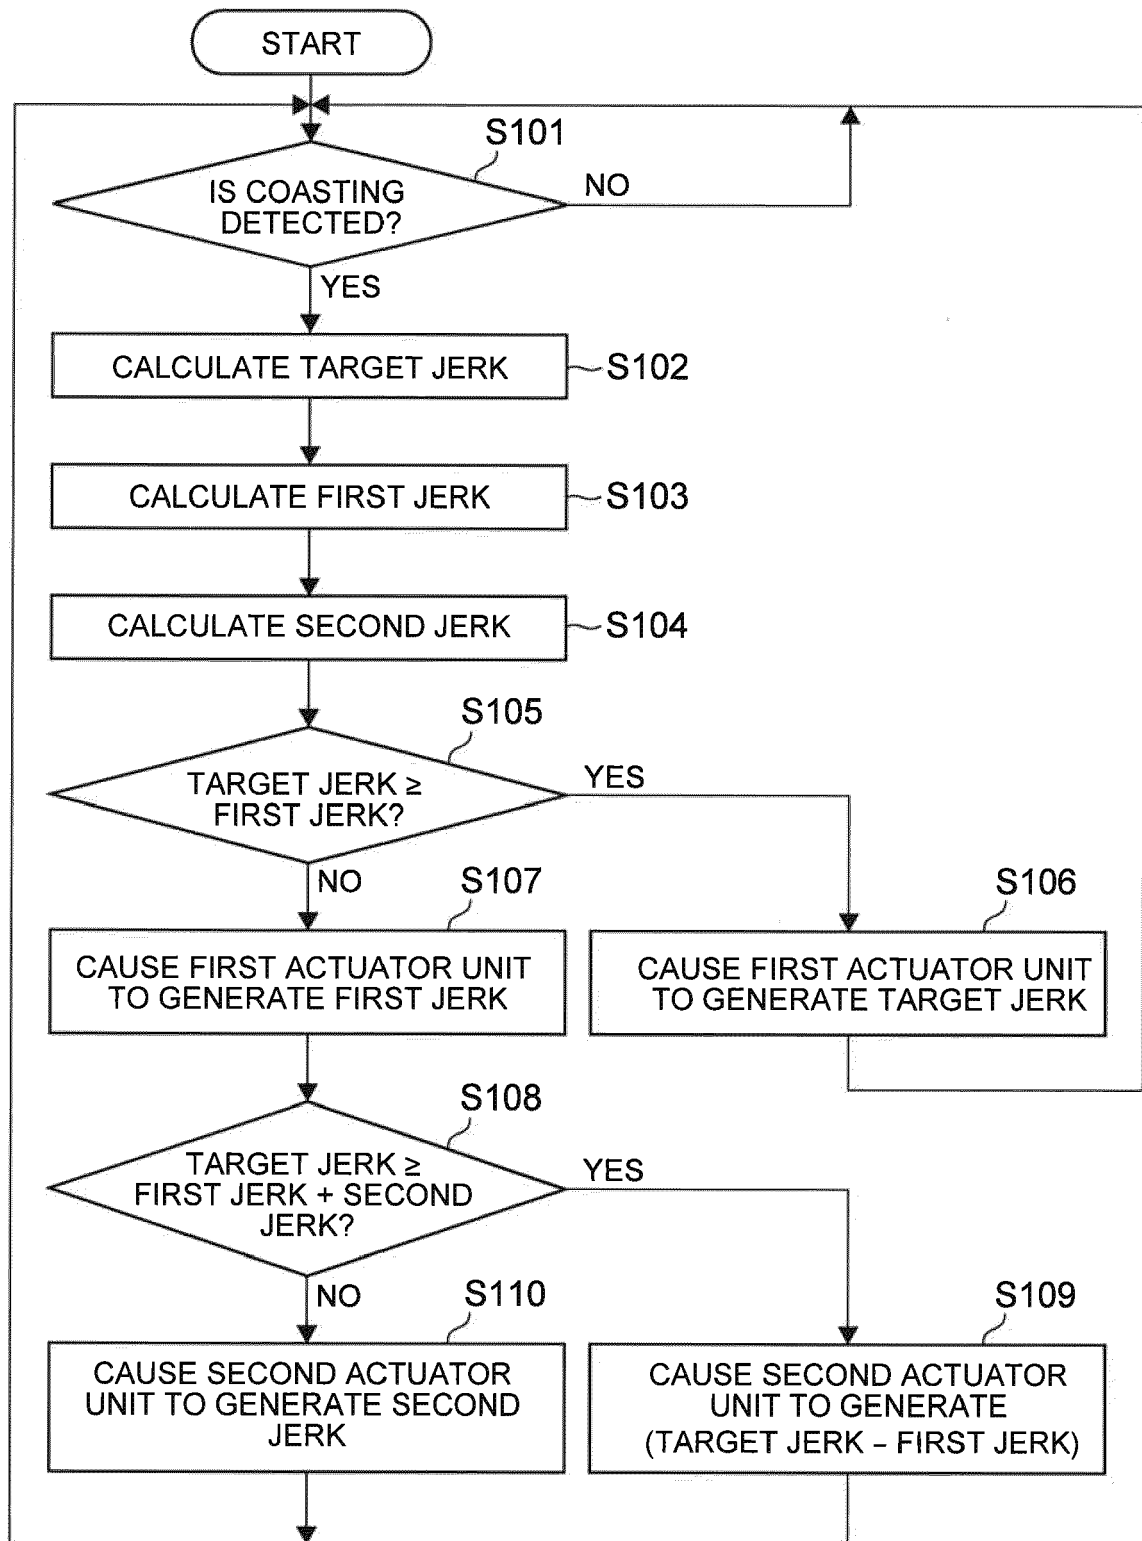 START
S101
IS COASTING
DETECTED?
NO
YES
CALCULATE TARGET JERK
S102
CALCULATE FIRST JERK
S103
CALCULATE SECOND JERK
S104
S105
TARGET JERK ≥
FIRST JERK?
YES
NO
S107
S106
CAUSE FIRST ACTUATOR UNIT
TO GENERATE FIRST JERK
CAUSE FIRST ACTUATOR UNIT
TO GENERATE TARGET JERK
S108
TARGET JERK ≥
FIRST JERK + SECOND
JERK?
YES
NO
S110
S109
CAUSE SECOND ACTUATOR
UNIT TO GENERATE SECOND
JERK
CAUSE SECOND ACTUATOR
UNIT TO GENERATE
(TARGET JERK – FIRST JERK)